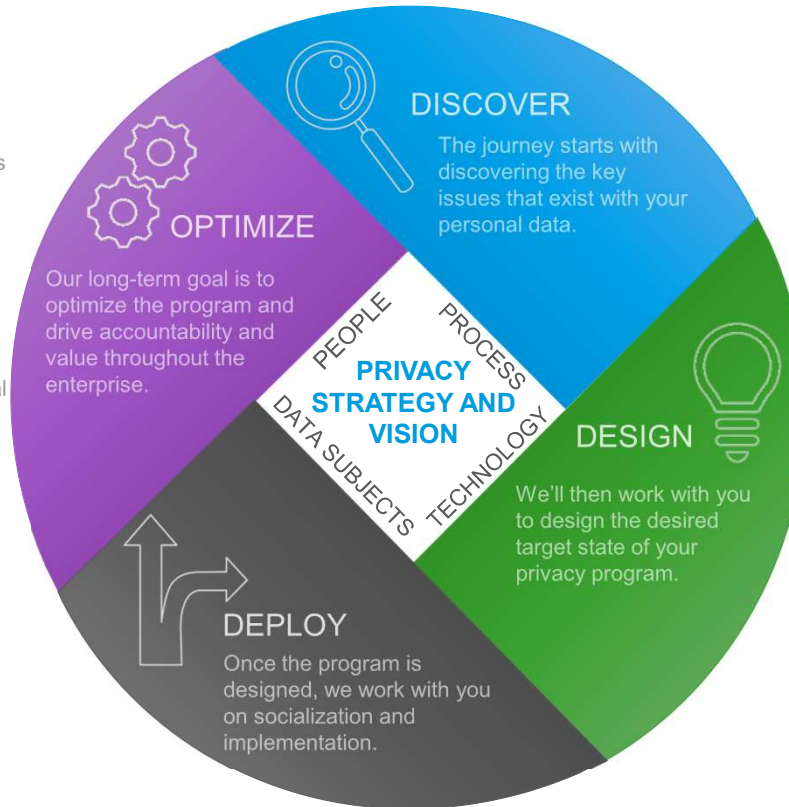 DISCOVER
The journey starts with
discovering the key
issues that exist with your
personal data.
DESIGN
We’ll then work with you
to design the desired
target state of your
privacy program.
DEPLOY
Once the program is
designed, we work with you
on socialization and
implementation.
OPTIMIZE
Our long-term goal is to
optimize the program and
drive accountability and
value throughout the
enterprise.
PEOPLE
PROCESS
TECHNOLOGY
DATA SUBJECTS
PRIVACY
STRATEGY AND
VISION